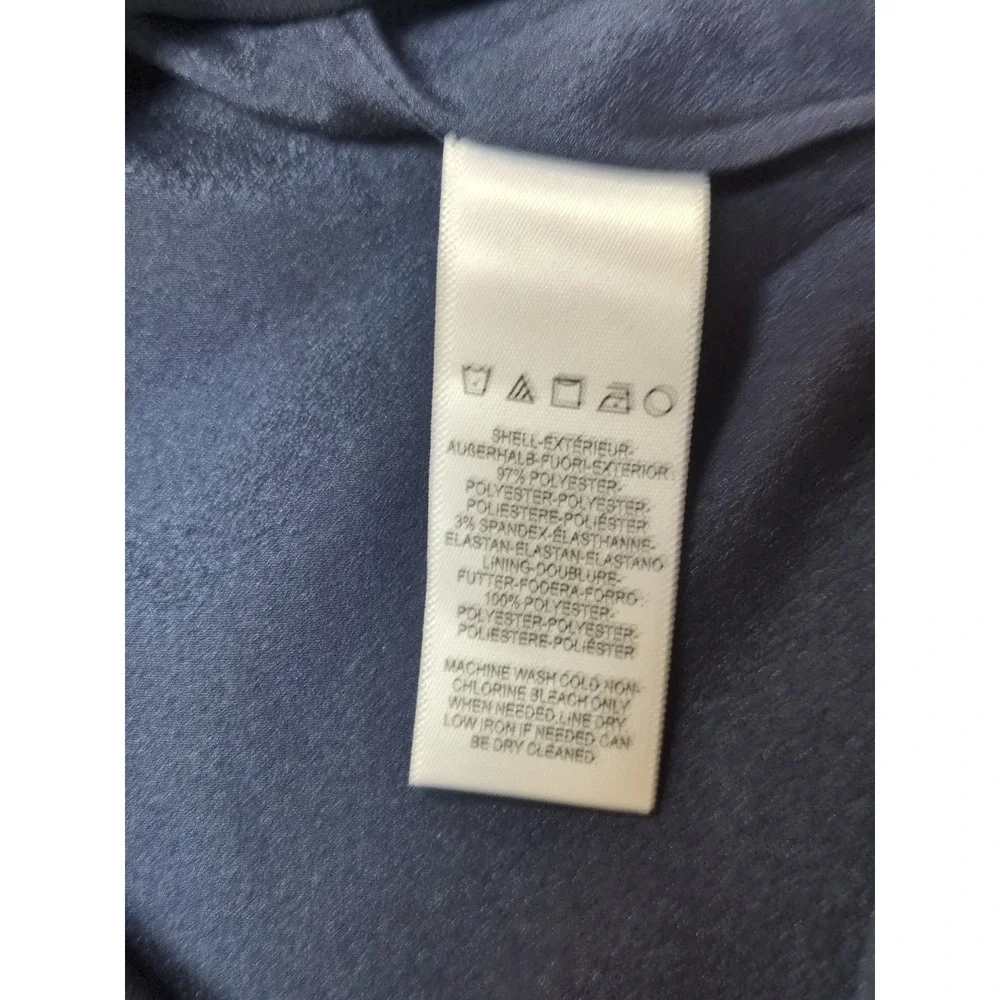 SHELL-EXTÉRIEUR-
AUßERHALB-FUORI-EXTERIOR
97% POLYESTER-
POLYESTER-POLYESTER-
POLIESTERE-POLIÉSTER
3% SPANDEX-ÉLASTHANNE-
ELASTAN-ELASTAN-ELASTANO
LINING-DOUBLURE-
FUTTER-FODERA-FORRO
100% POLYESTER-
POLYESTER-POLYESTER-
POLIESTERE-POLIÉSTER
MACHINE WASH COLD NON-
CHLORINE BLEACH ONLY
WHEN NEEDED LINE DRY
LOW IRON IF NEEDED CAN
BE DRY CLEANED